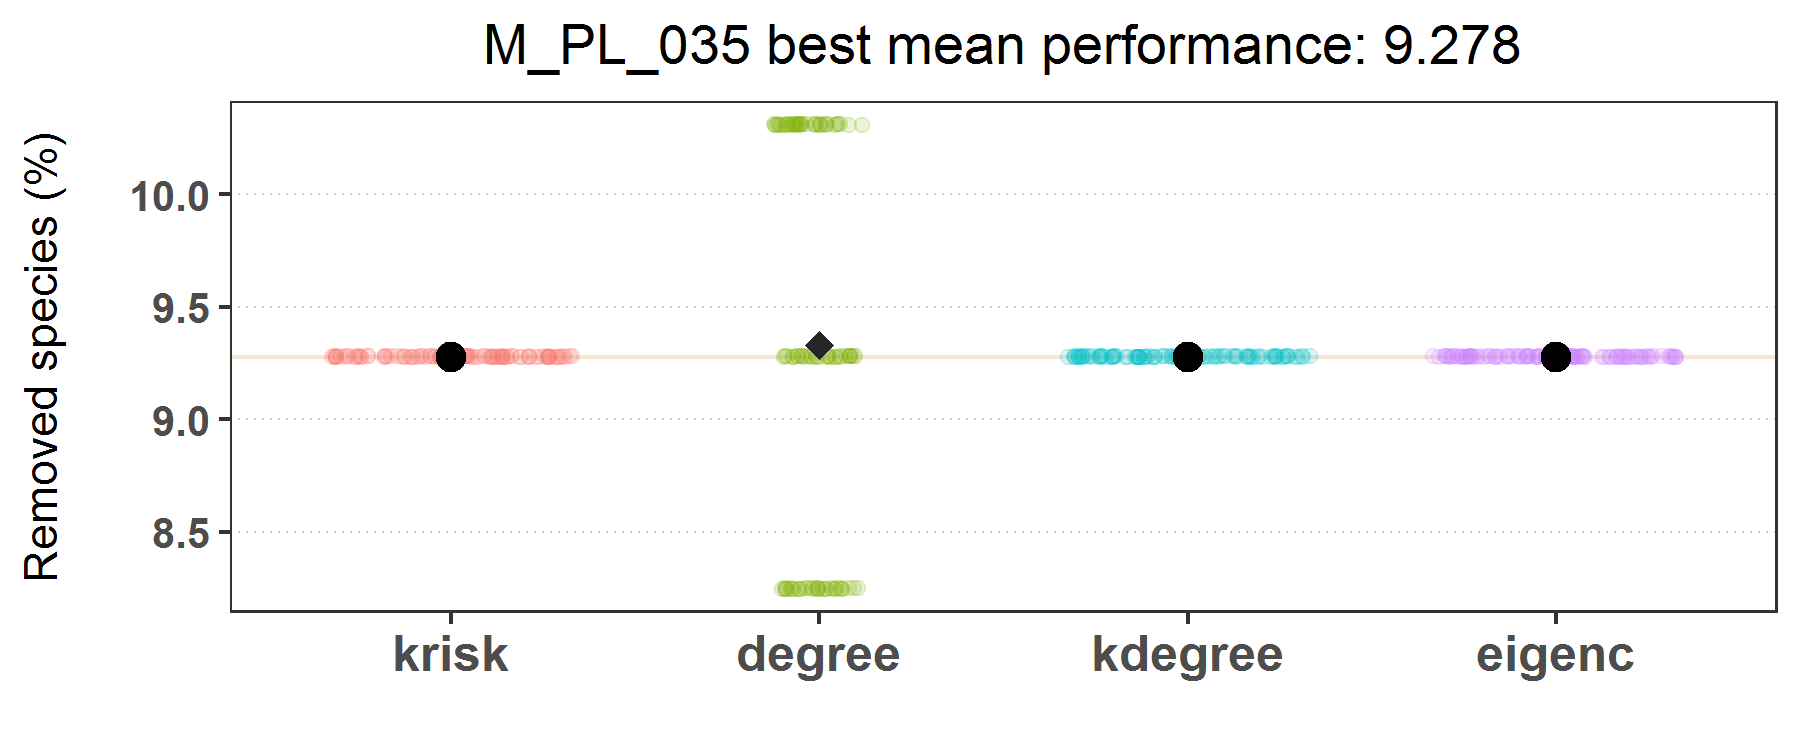 M_PL_035 best mean performance: 9.278
Removed species (%)
10.0
9.5
9.0
8.5
krisk degree kdegree eigenc